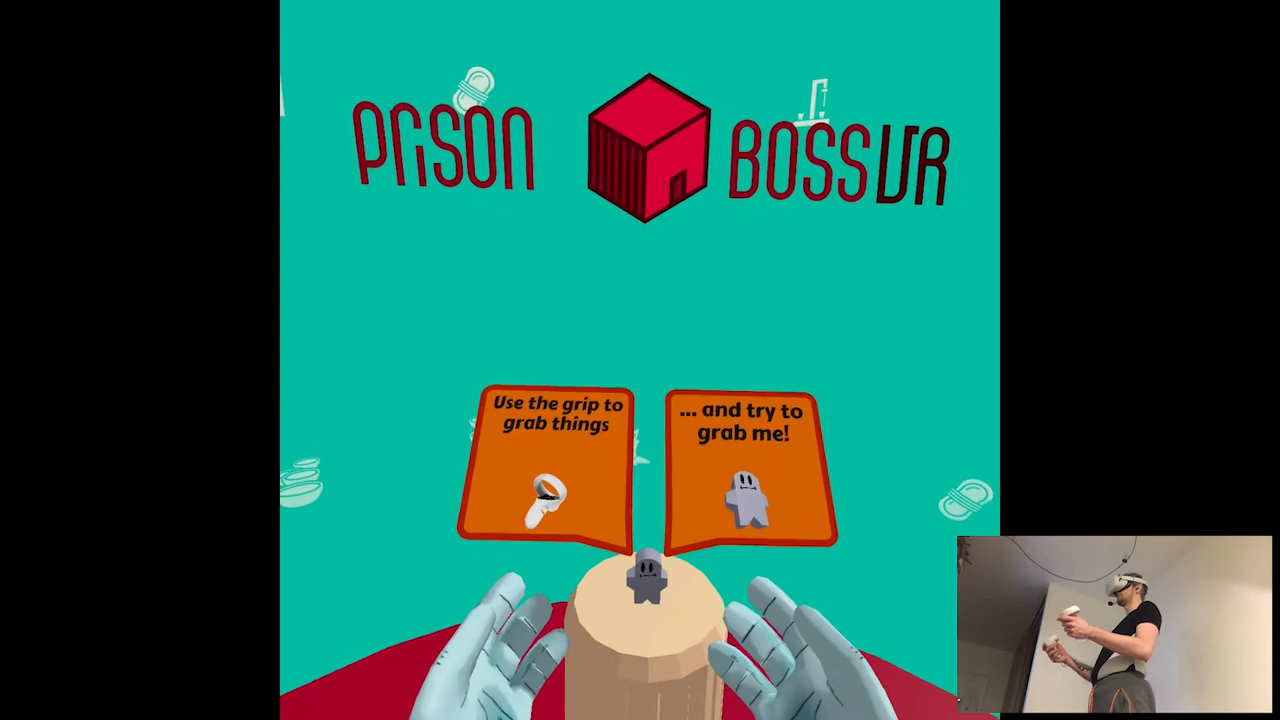 PRISON BOSS VR
Use the grip to
grab things
... and try to
grab me!